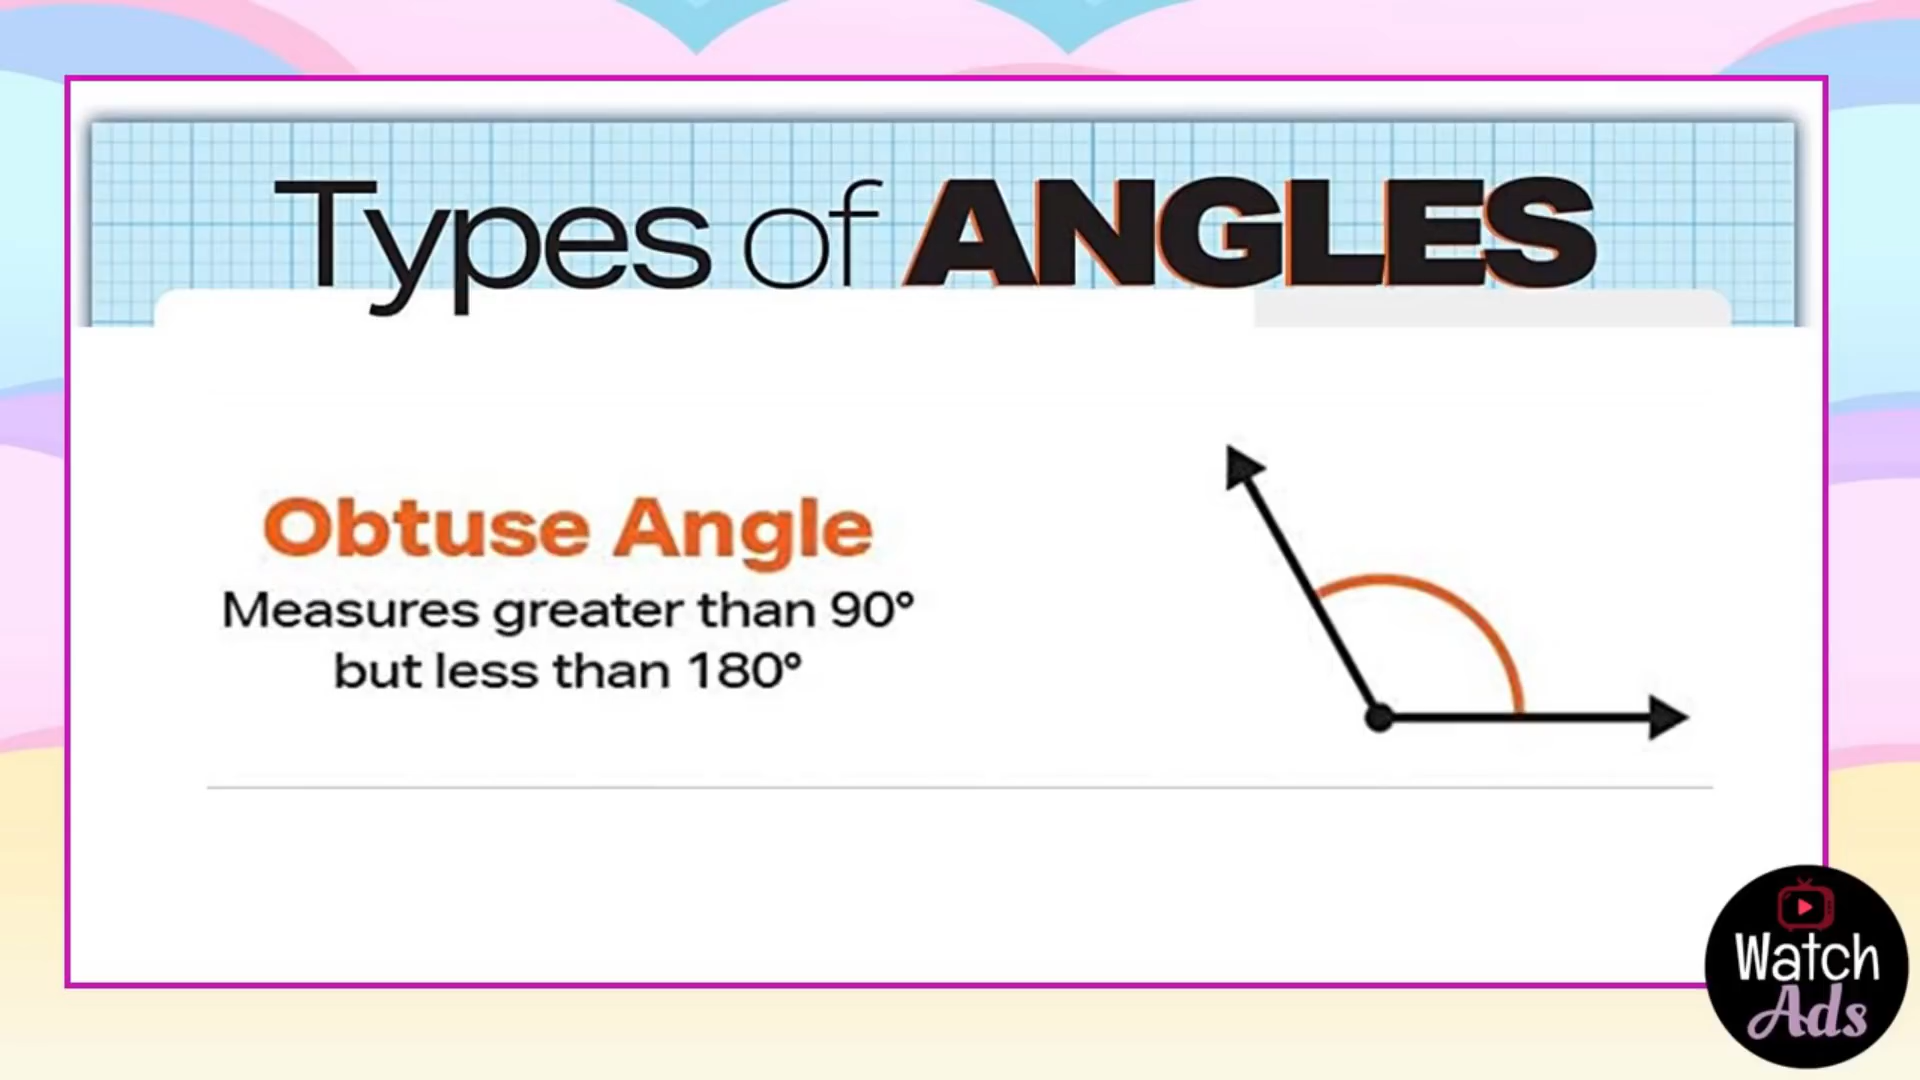 Types of ANGLES
Obtuse Angle
Measures greater than 90°
but less than 180°
Watch
Ads